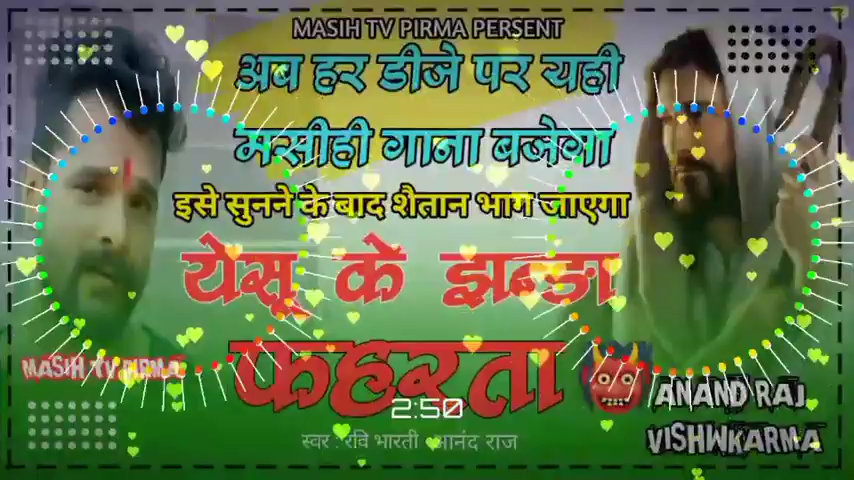 MASIH TV PIRMA PERSENT
अब हर डीजे पर यही
मसीही गाना बजेगा
इसे सुनने के बाद शैतान भाग जाएगा
येसू के झन्डा
फहरता
MASIH TV PIRMA
2:50
ANAND RAJ
VISHWKARMA
स्वर : रवि भारती आनंद राज